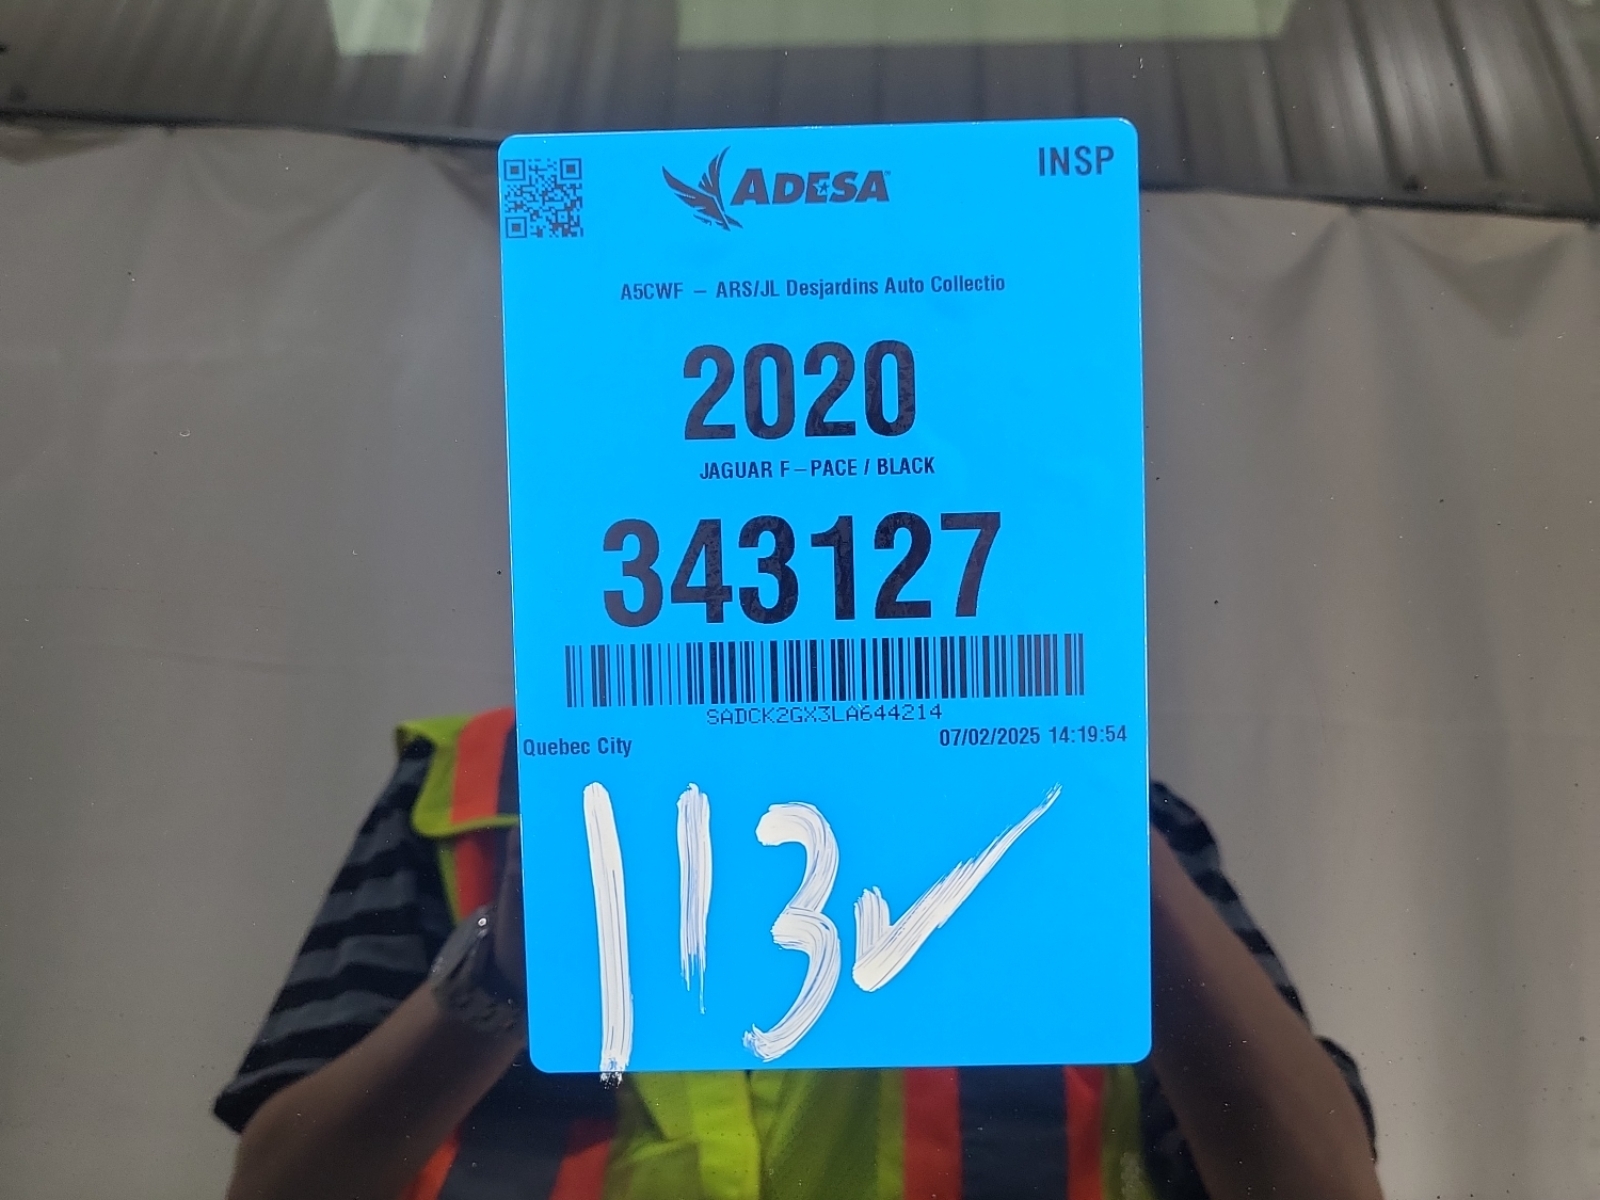 ADESA
INSP
A5CWF – ARS/JL Desjardins Auto Collectio
2020
JAGUAR F–PACE / BLACK
343127
SADCK2GX3LA644214
Quebec City
07/02/2025 14:19:54
113✓